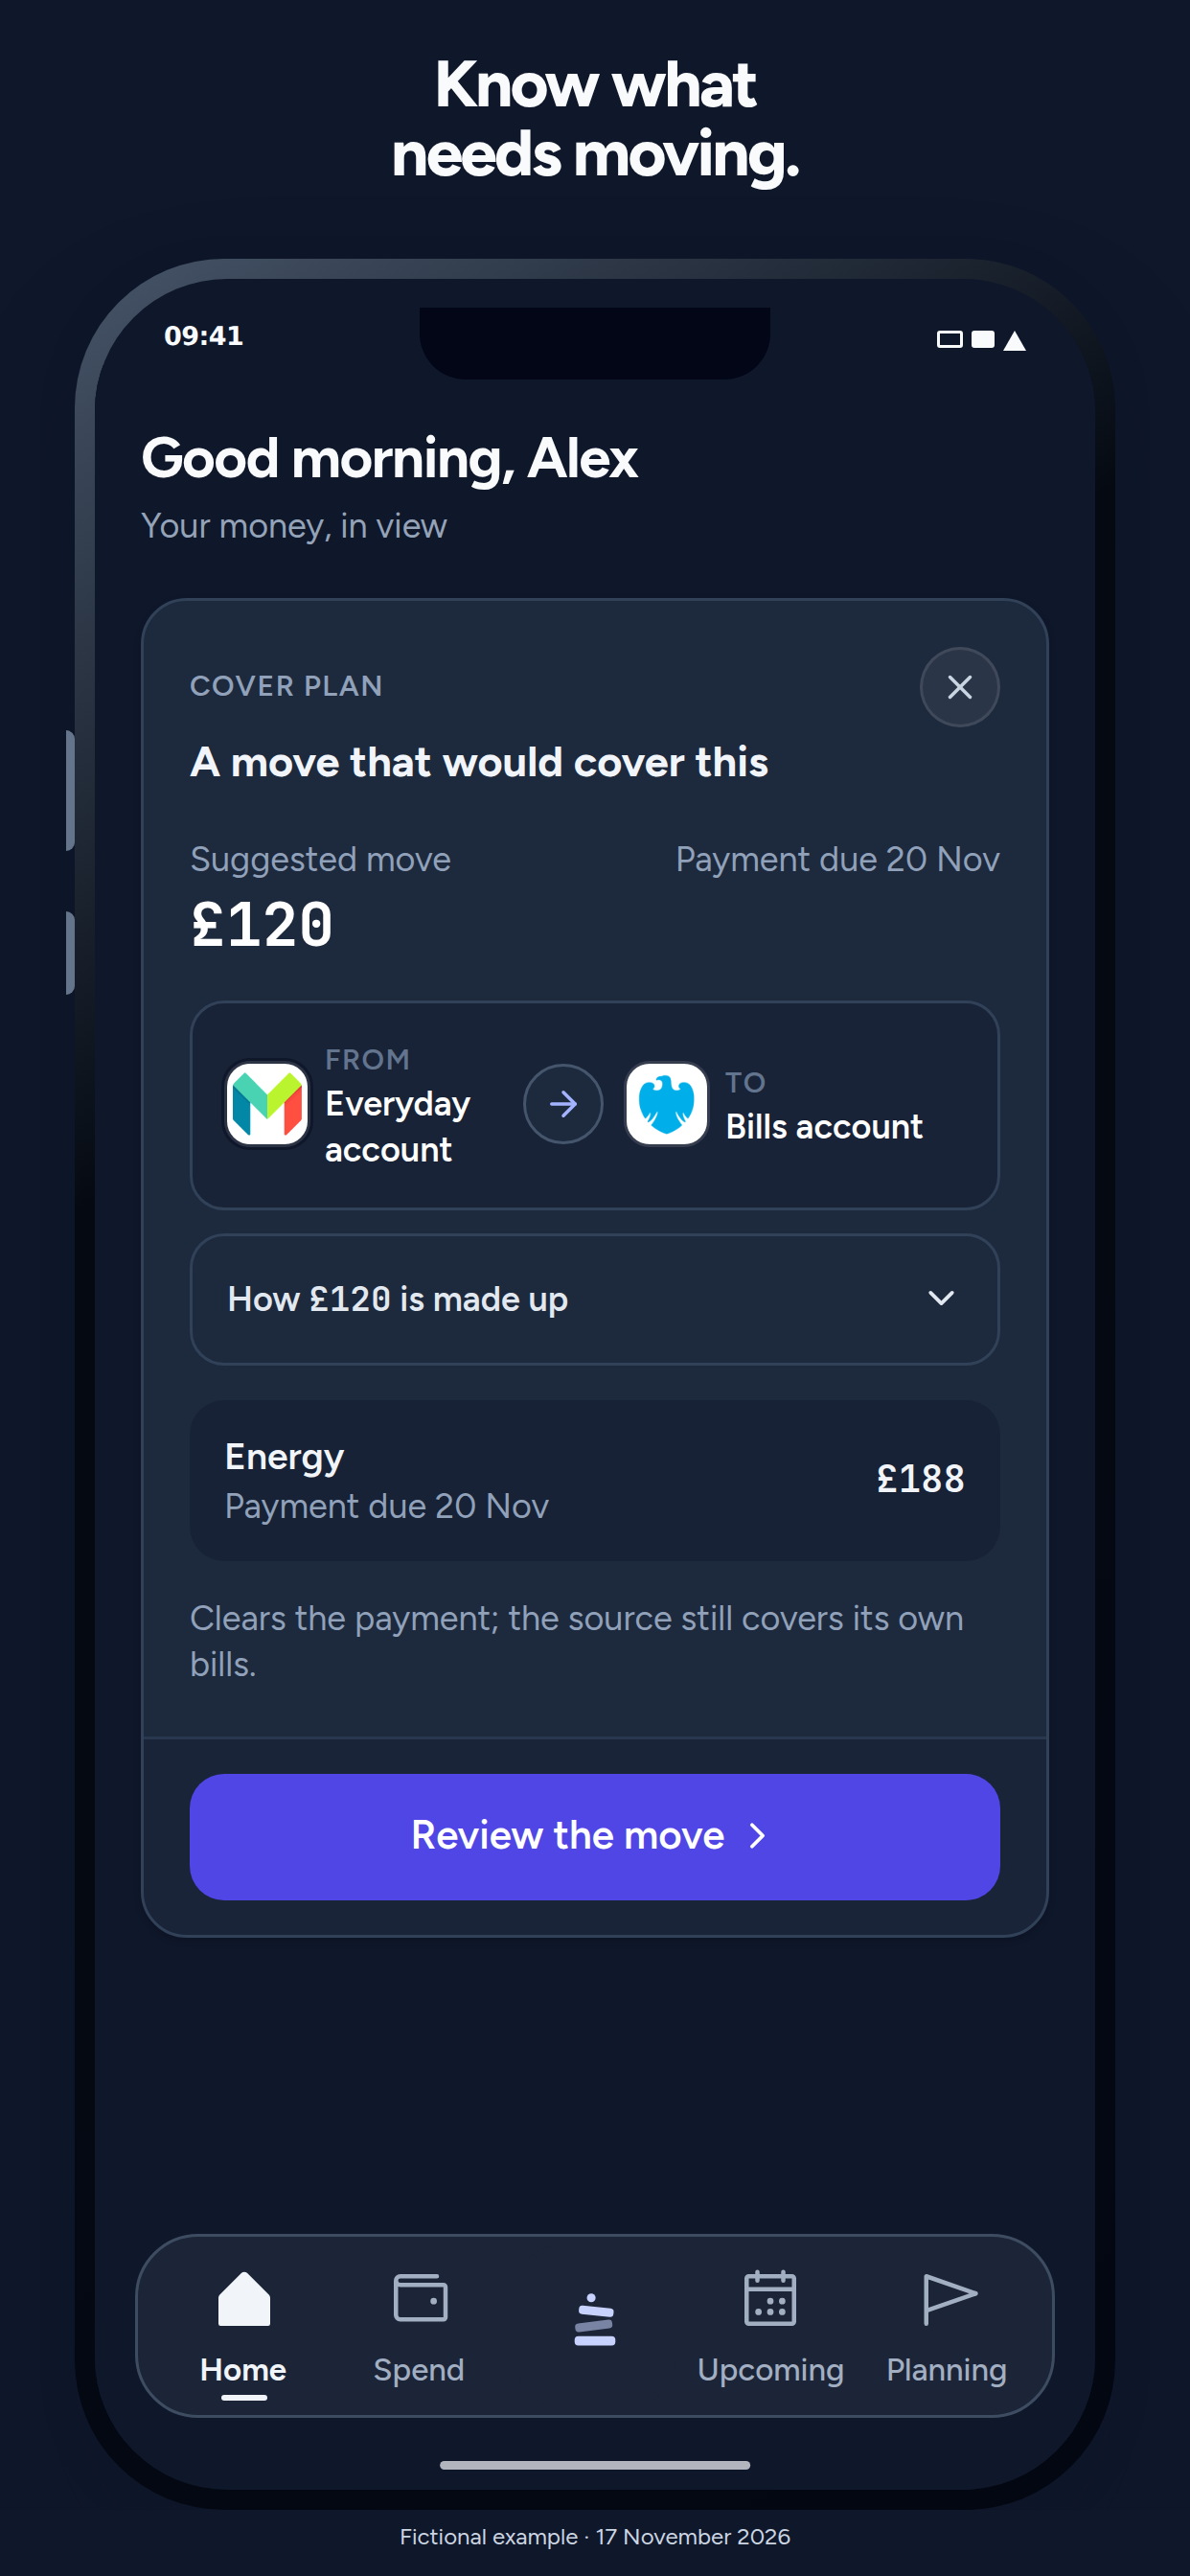 Know what
needs moving.
09:41
Good morning, Alex
Your money, in view
COVER PLAN
A move that would cover this
Suggested move
Payment due 20 Nov
£120
FROM
Everyday
account
TO
Bills account
How £120 is made up
Energy
Payment due 20 Nov
£188
Clears the payment; the source still covers its own
bills.
Review the move
Home
Spend
Upcoming
Planning
Fictional example · 17 November 2026